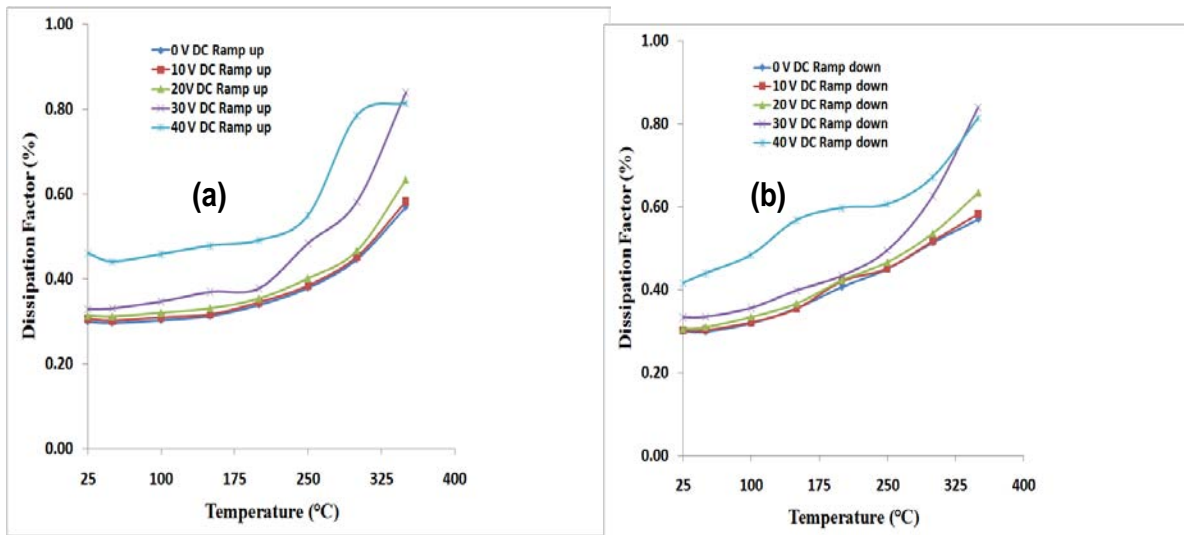 1.00
0.80
0.60
0.40
0.20
0.00
Dissipation Factor (%)
0 V DC Ramp up
10 V DC Ramp up
20V DC Ramp up
30 V DC Ramp up
40 V DC Ramp up
(a)
25 100 175 250 325 400
Temperature (°C)
1.00
0.80
0.60
0.40
0.20
0.00
Dissipation Factor (%)
0 V DC Ramp down
10 V DC Ramp down
20 V DC Ramp down
30 V DC Ramp down
40 V DC Ramp down
(b)
25 100 175 250 325 400
Temperature (°C)